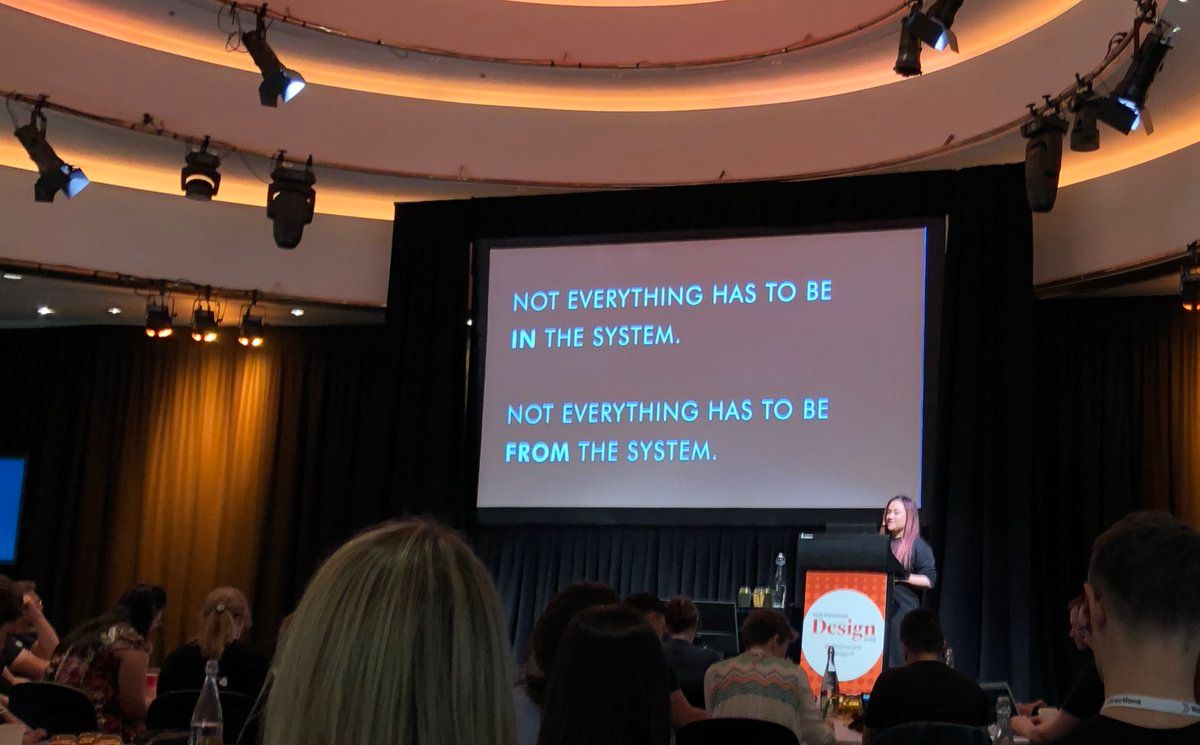 NOT EVERYTHING HAS TO BE
IN THE SYSTEM.
NOT EVERYTHING HAS TO BE
FROM THE SYSTEM.
Design